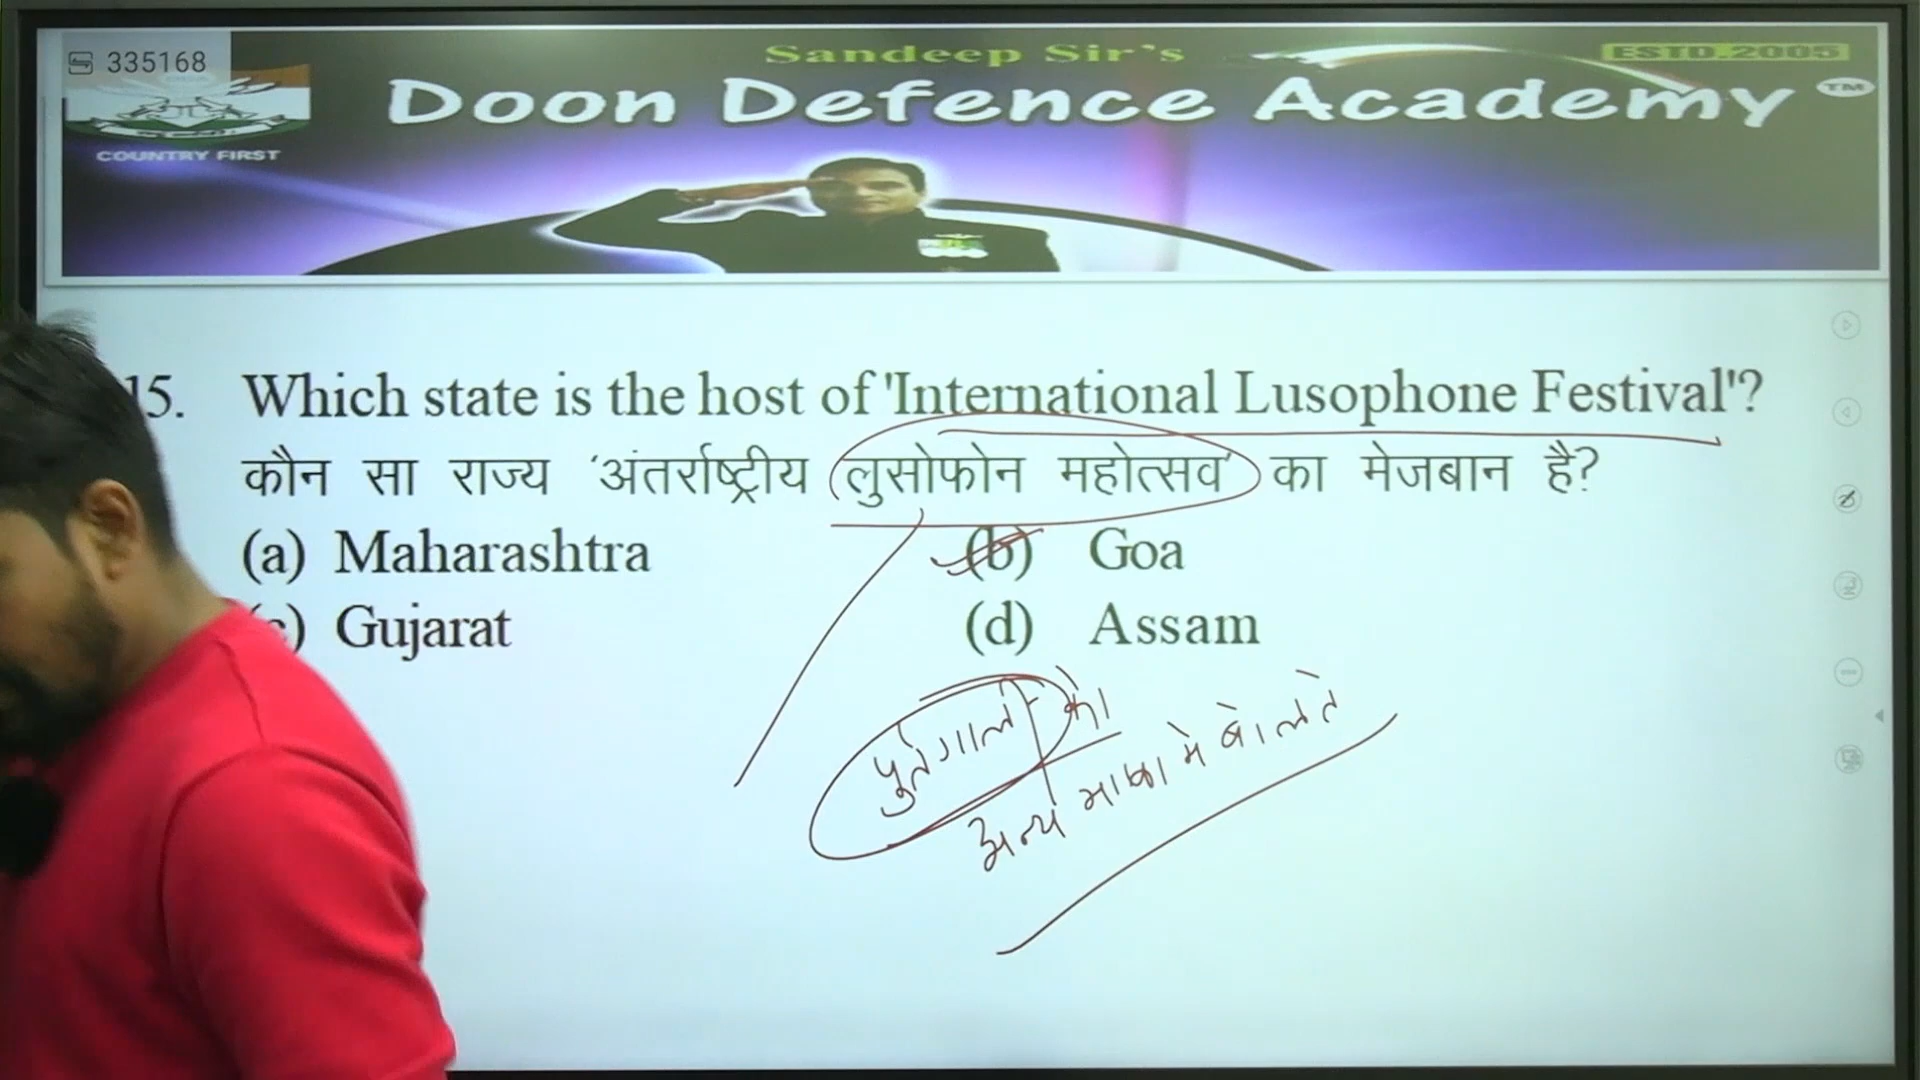 335168
Sandeep Sir's
ESTD.2005
Doon Defence Academy TM
COUNTRY FIRST
15. Which state is the host of 'International Lusophone Festival'?
कौन सा राज्य ‘अंतर्राष्ट्रीय लुसोफोन महोत्सव’ का मेजबान है?
(a) Maharashtra (b) Goa
) Gujarat (d) Assam
पुर्तगाल को
अन्य भाषा मे बोलते